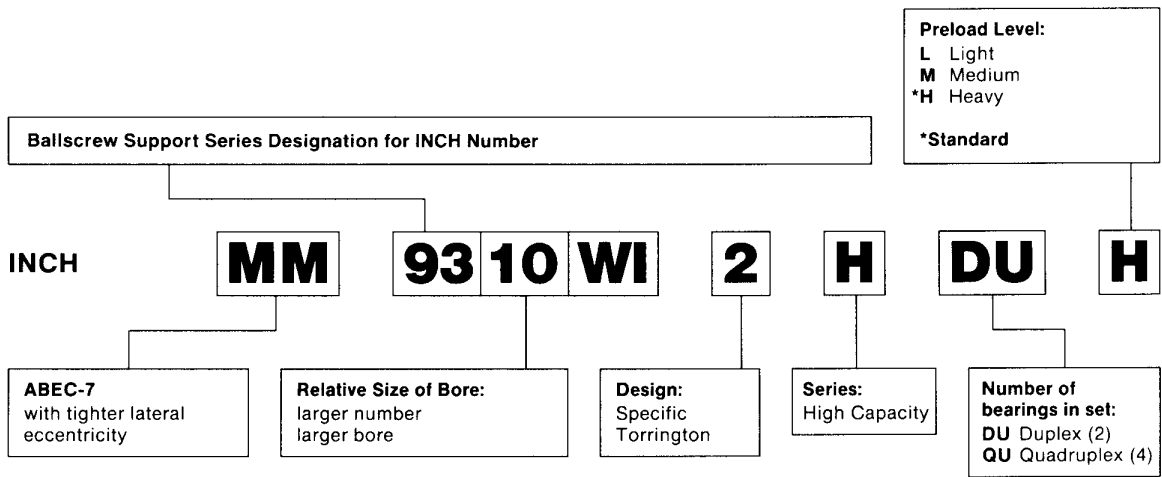 Preload Level:
L Light
M Medium
*H Heavy
*Standard
Ballscrew Support Series Designation for INCH Number
INCH MM 93 10 WI 2 H DU H
ABEC-7
with tighter lateral
eccentricity
Relative Size of Bore:
larger number
larger bore
Design:
Specific
Torrington
Series:
High Capacity
Number of
bearings in set:
DU Duplex (2)
QU Quadruplex (4)